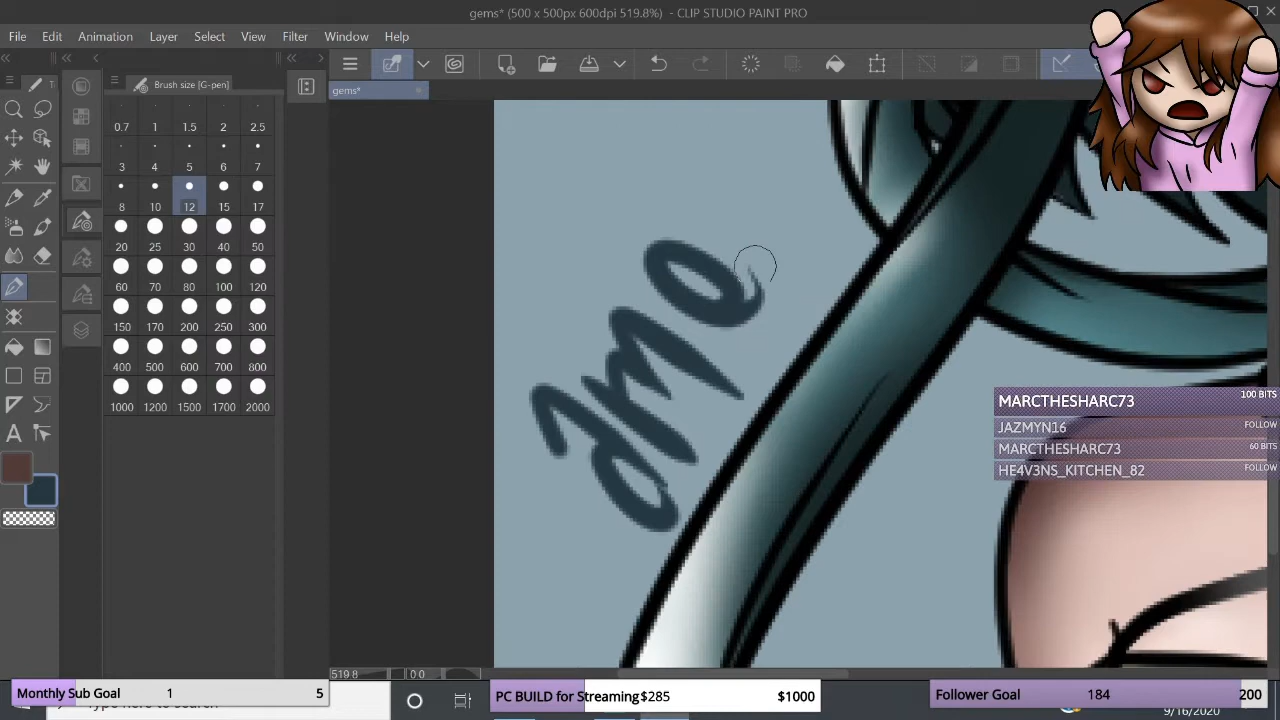 gems* (500 x 500px 600dpi 519.8%) - CLIP STUDIO PAINT PRO
File Edit Animation Layer Select View Filter Window Help
Brush size [G-pen]
gems*
0.7 1 1.5 2 2.5
3 4 5 6 7
8 10 12 15 17
20 25 30 40 50
60 70 80 100 120
150 170 200 250 300
400 500 600 700 800
1000 1200 1500 1700 2000
MARCTHESHARC73 100 BITS
JAZMYN16 FOLLOW
MARCTHESHARC73 60 BITS
HE4V3NS_KITCHEN_82 FOLLOW
519.8 0.0
Monthly Sub Goal 1 5
PC BUILD for Streaming $285 $1000
Follower Goal 184 200
Type here to search
9/16/2020